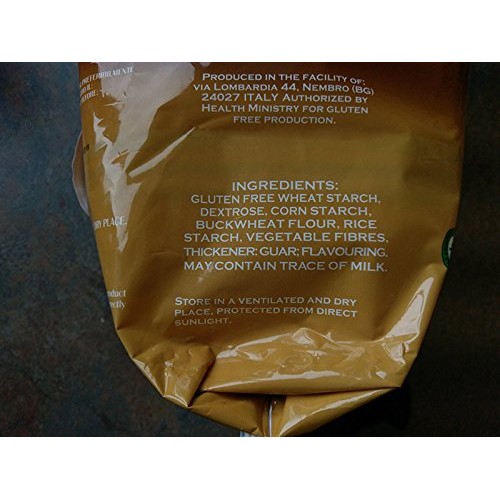 PREFERIBILMENTE
PRODUCED IN THE FACILITY OF:
VIA LOMBARDIA 44, NEMBRO (BG)
24027 ITALY AUTHORIZED BY
HEALTH MINISTRY FOR GLUTEN
FREE PRODUCTION.
INGREDIENTS:
GLUTEN FREE WHEAT STARCH,
DEXTROSE, CORN STARCH,
BUCKWHEAT FLOUR, RICE
STARCH, VEGETABLE FIBRES,
THICKENER: GUAR; FLAVOURING.
MAY CONTAIN TRACE OF MILK.
PLACE.
STORE IN A VENTILATED AND DRY
PLACE, PROTECTED FROM DIRECT
SUNLIGHT.